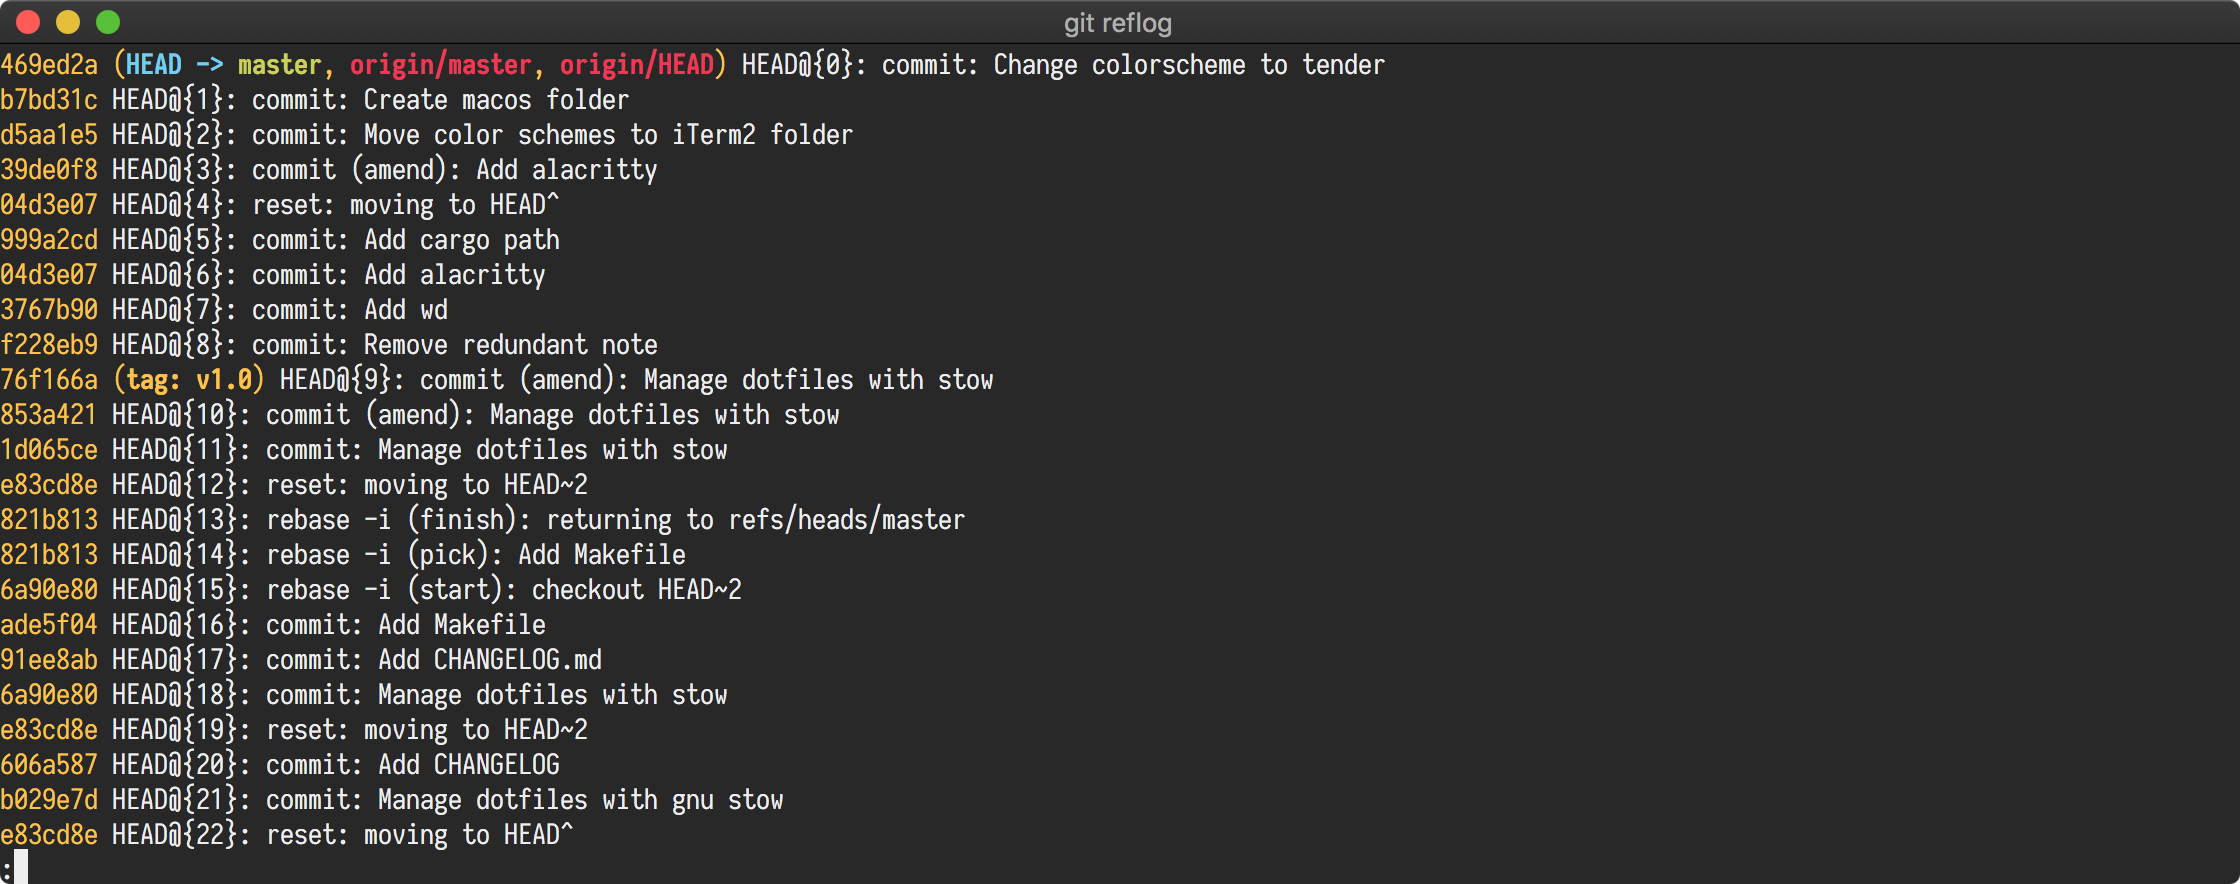 git reflog
469ed2a (HEAD -> master, origin/master, origin/HEAD) HEAD@{0}: commit: Change colorscheme to tender
b7bd31c HEAD@{1}: commit: Create macos folder
d5aa1e5 HEAD@{2}: commit: Move color schemes to iTerm2 folder
39de0f8 HEAD@{3}: commit (amend): Add alacritty
04d3e07 HEAD@{4}: reset: moving to HEAD^
999a2cd HEAD@{5}: commit: Add cargo path
04d3e07 HEAD@{6}: commit: Add alacritty
3767b90 HEAD@{7}: commit: Add wd
f228eb9 HEAD@{8}: commit: Remove redundant note
76f166a (tag: v1.0) HEAD@{9}: commit (amend): Manage dotfiles with stow
853a421 HEAD@{10}: commit (amend): Manage dotfiles with stow
1d065ce HEAD@{11}: commit: Manage dotfiles with stow
e83cd8e HEAD@{12}: reset: moving to HEAD~2
821b813 HEAD@{13}: rebase -i (finish): returning to refs/heads/master
821b813 HEAD@{14}: rebase -i (pick): Add Makefile
6a90e80 HEAD@{15}: rebase -i (start): checkout HEAD~2
ade5f04 HEAD@{16}: commit: Add Makefile
91ee8ab HEAD@{17}: commit: Add CHANGELOG.md
6a90e80 HEAD@{18}: commit: Manage dotfiles with stow
e83cd8e HEAD@{19}: reset: moving to HEAD~2
606a587 HEAD@{20}: commit: Add CHANGELOG
b029e7d HEAD@{21}: commit: Manage dotfiles with gnu stow
e83cd8e HEAD@{22}: reset: moving to HEAD^
: